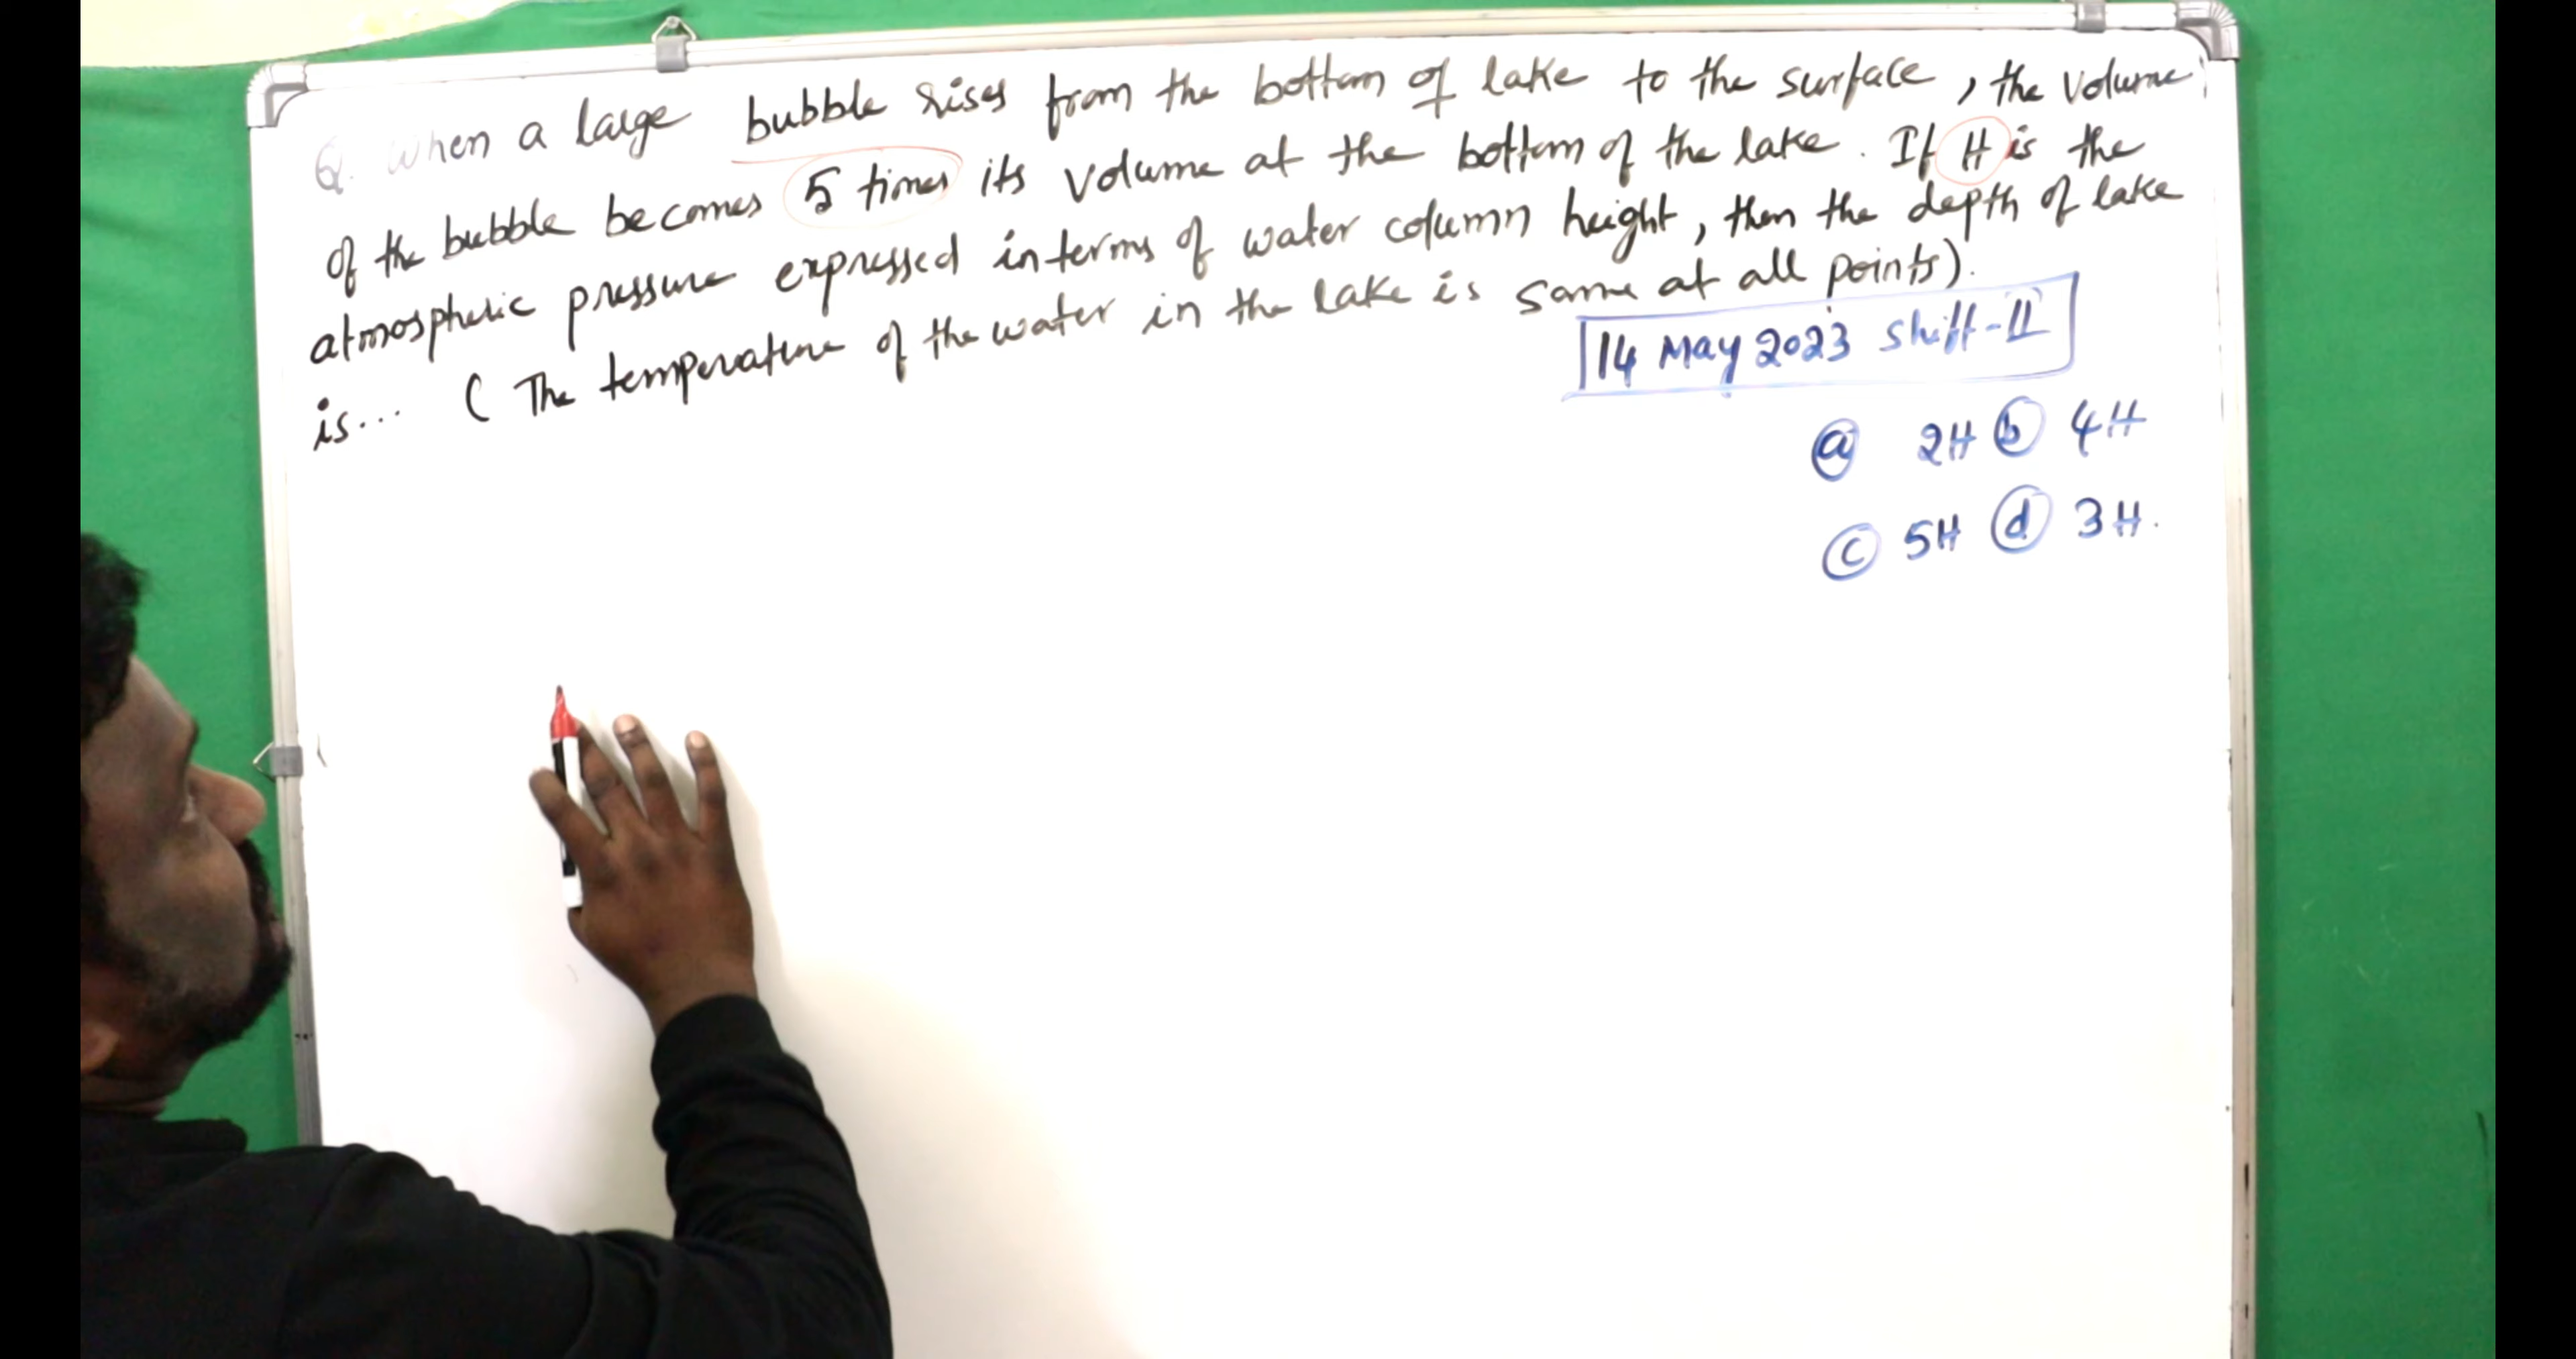 Q. When a large bubble rises from the bottom of lake to the surface, the volume
of the bubble becomes 5 times its volume at the bottom of the lake. If H is the
atmospheric pressure expressed in terms of water column height, then the depth of lake
is... ( The temperature of the water in the lake is same at all points).
14 May 2023 Shift-II
a 2H b 4H
c 5H d 3H.